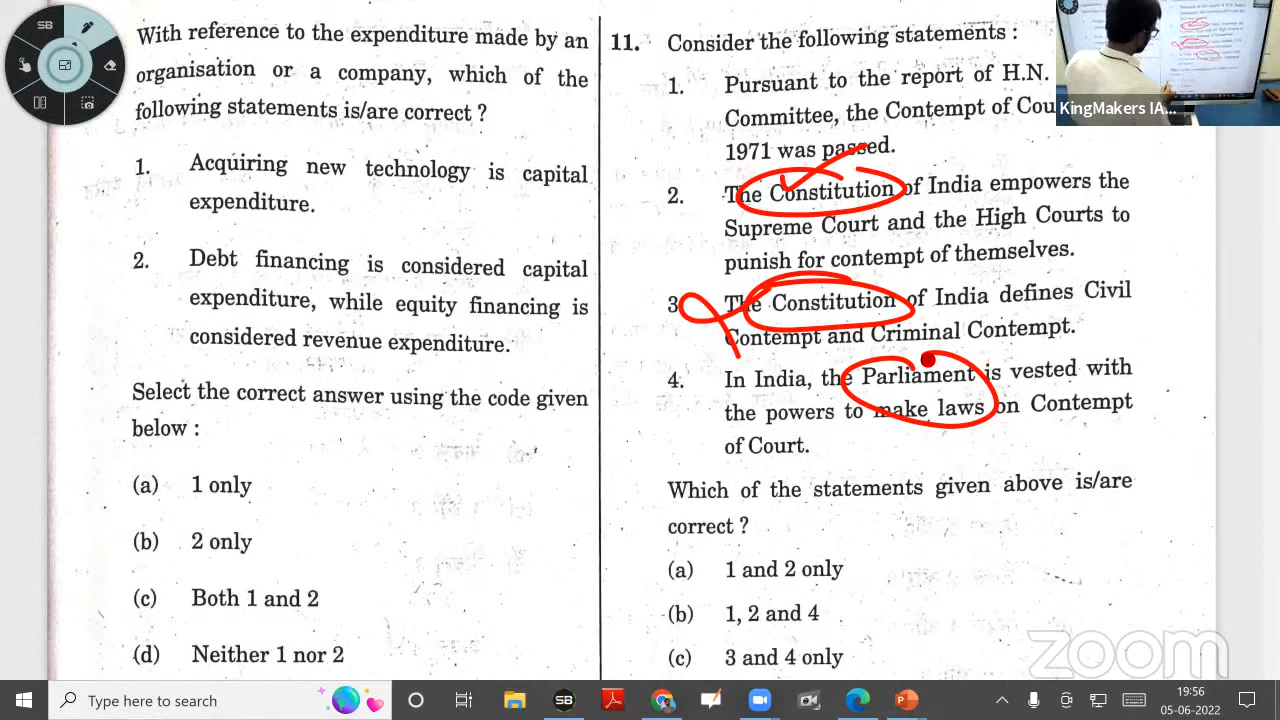 SB
With reference to the expenditure made by an
organisation or a company, which of the
following statements is/are correct ?
1. Acquiring new technology is capital
expenditure.
2. Debt financing is considered capital
expenditure, while equity financing is
considered revenue expenditure.
Select the correct answer using the code given
below :
(a) 1 only
(b) 2 only
(c) Both 1 and 2
(d) Neither 1 nor 2
11. Consider the following statements :
1. Pursuant to the report of H.N.
Committee, the Contempt of Cou
1971 was passed.
2. The Constitution of India empowers the
Supreme Court and the High Courts to
punish for contempt of themselves.
3 The Constitution of India defines Civil
Contempt and Criminal Contempt.
4. In India, the Parliament is vested with
the powers to make laws on Contempt
of Court.
Which of the statements given above is/are
correct ?
(a) 1 and 2 only
(b) 1, 2 and 4
(c) 3 and 4 only
KingMakers IA...
zoom
Type here to search
SB
19:56
05-06-2022